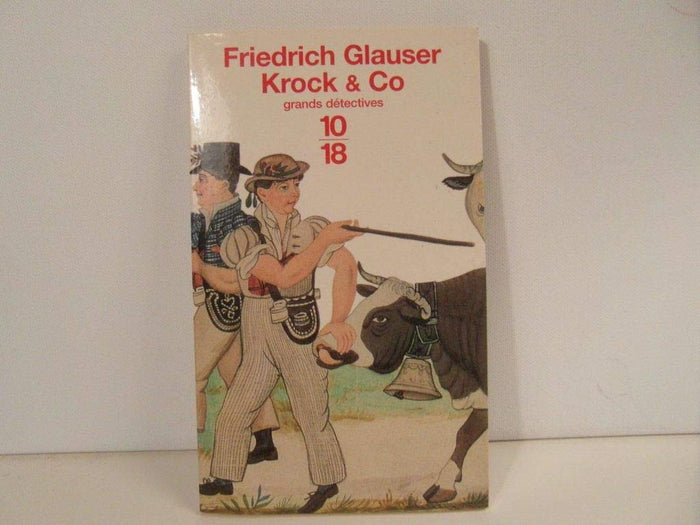 Friedrich Glauser
Krock & Co
grands détectives
10
18